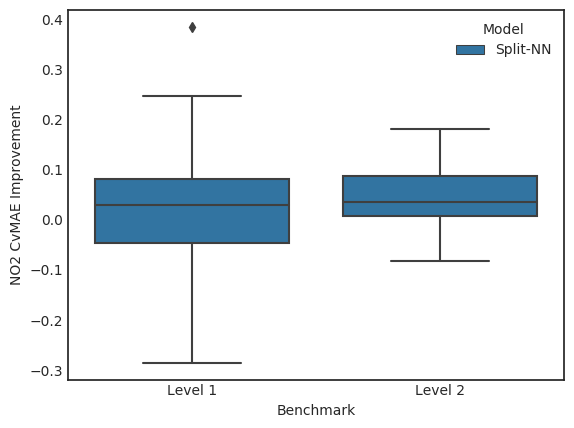 NO2 CvMAE Improvement
0.4
0.3
0.2
0.1
0.0
−0.1
−0.2
−0.3
Model
Split-NN
Level 1
Level 2
Benchmark